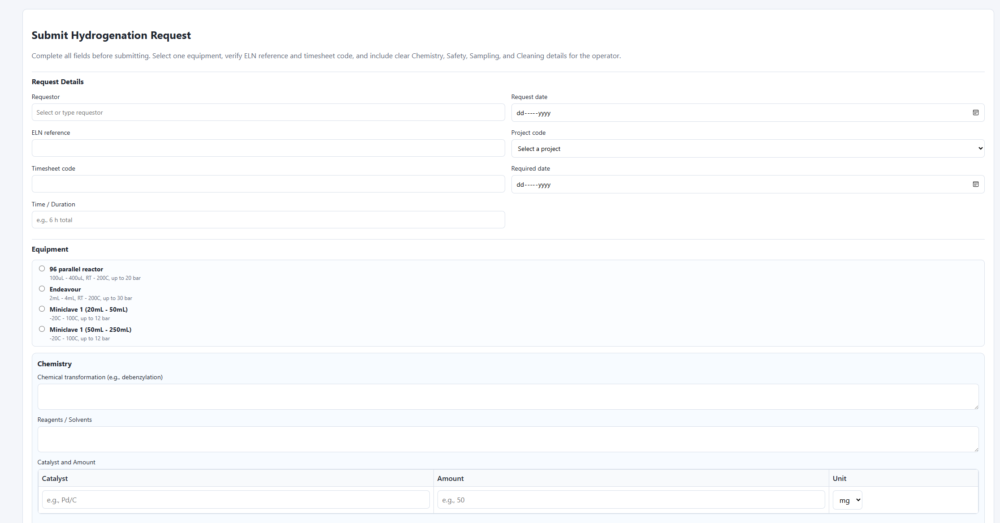 Submit Hydrogenation Request
Complete all fields before submitting. Select one equipment, verify ELN reference and timesheet code, and include clear Chemistry, Safety, Sampling, and Cleaning details for the operator.
Request Details
Requestor
Select or type requestor
Request date
dd-----yyyy
ELN reference
Project code
Select a project
Timesheet code
Required date
dd-----yyyy
Time / Duration
e.g., 6 h total
Equipment
96 parallel reactor
100uL - 400uL, RT - 200C, up to 20 bar
Endeavour
2mL - 4mL, RT - 200C, up to 30 bar
Miniclave 1 (20mL - 50mL)
-20C - 100C, up to 12 bar
Miniclave 1 (50mL - 250mL)
-20C - 100C, up to 12 bar
Chemistry
Chemical transformation (e.g., debenzylation)
Reagents / Solvents
Catalyst and Amount
Catalyst Amount Unit
e.g., Pd/C e.g., 50 mg